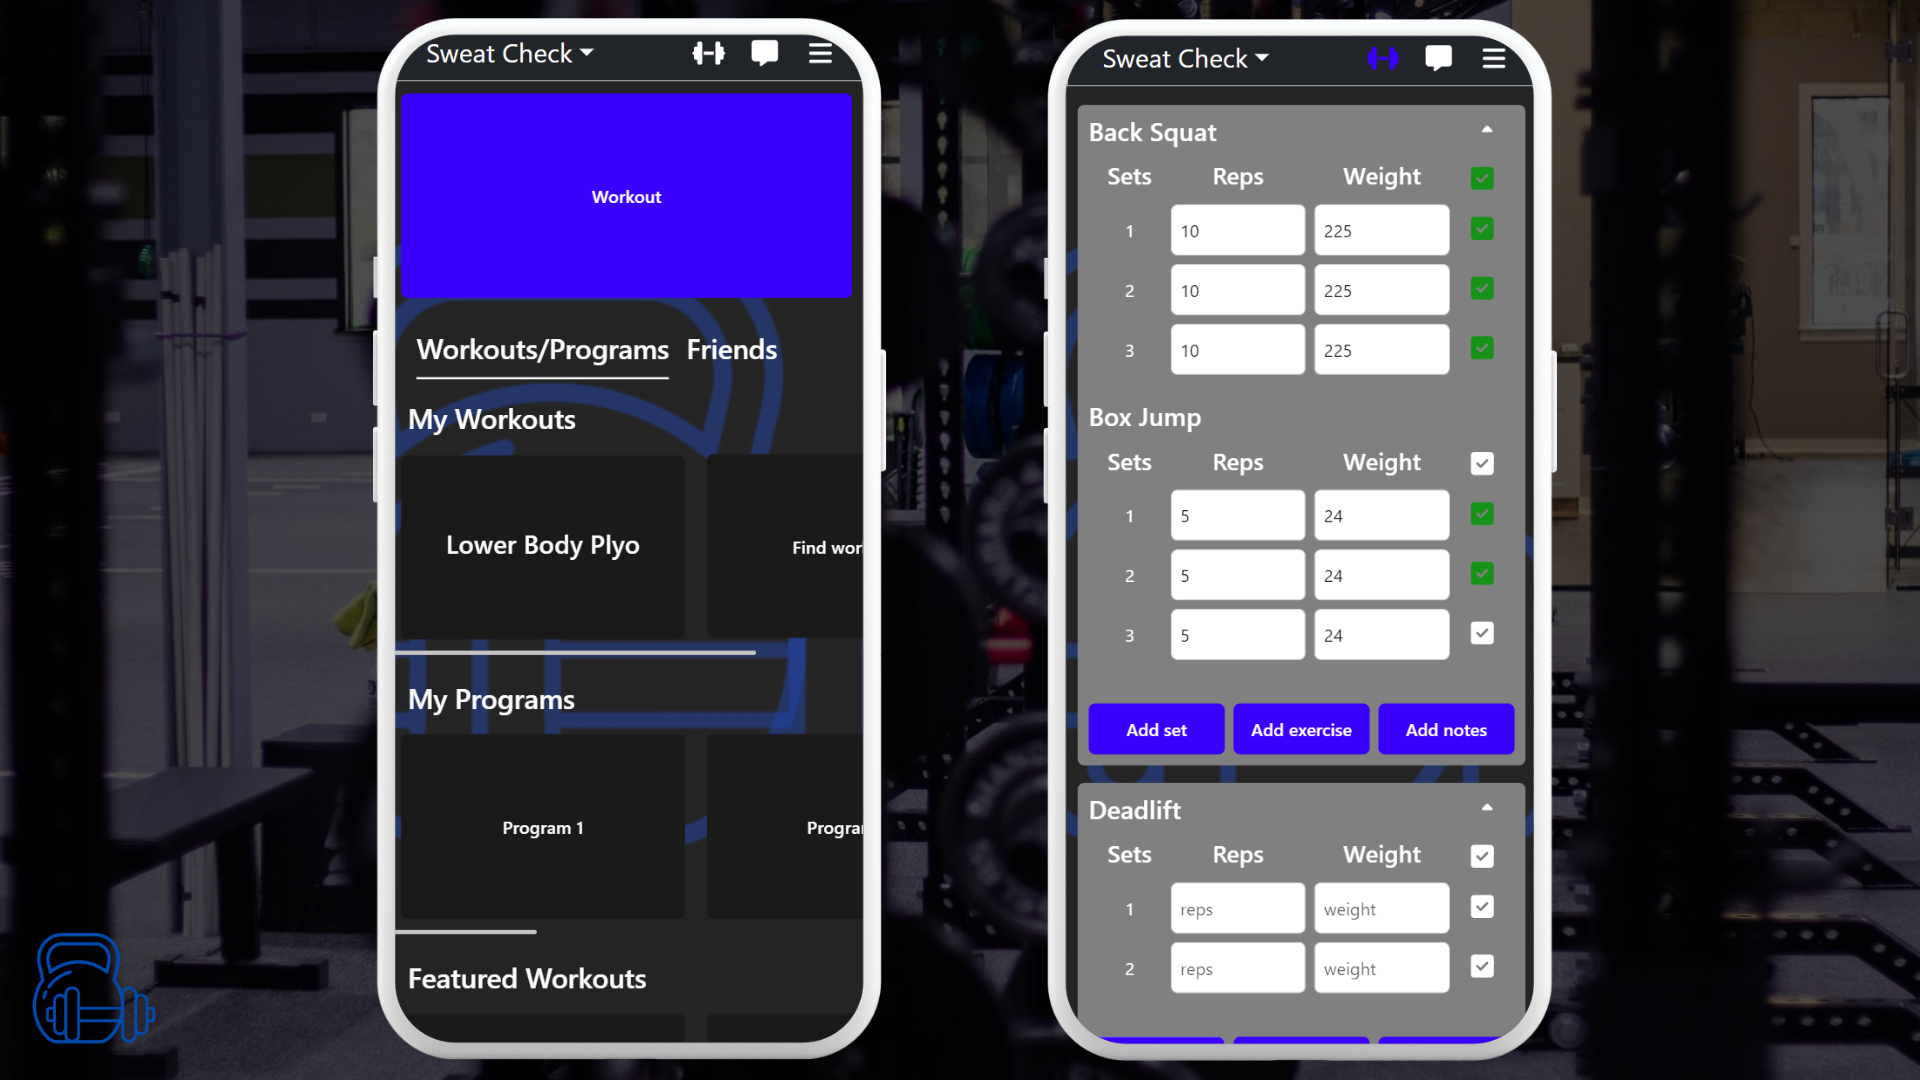 Sweat Check
Workout
Workouts/Programs Friends
My Workouts
Lower Body Plyo
Find wor
My Programs
Program 1
Progra
Featured Workouts
Sweat Check
Back Squat
Sets Reps Weight
1 10 225
2 10 225
3 10 225
Box Jump
Sets Reps Weight
1 5 24
2 5 24
3 5 24
Add set Add exercise Add notes
Deadlift
Sets Reps Weight
1 reps weight
2 reps weight